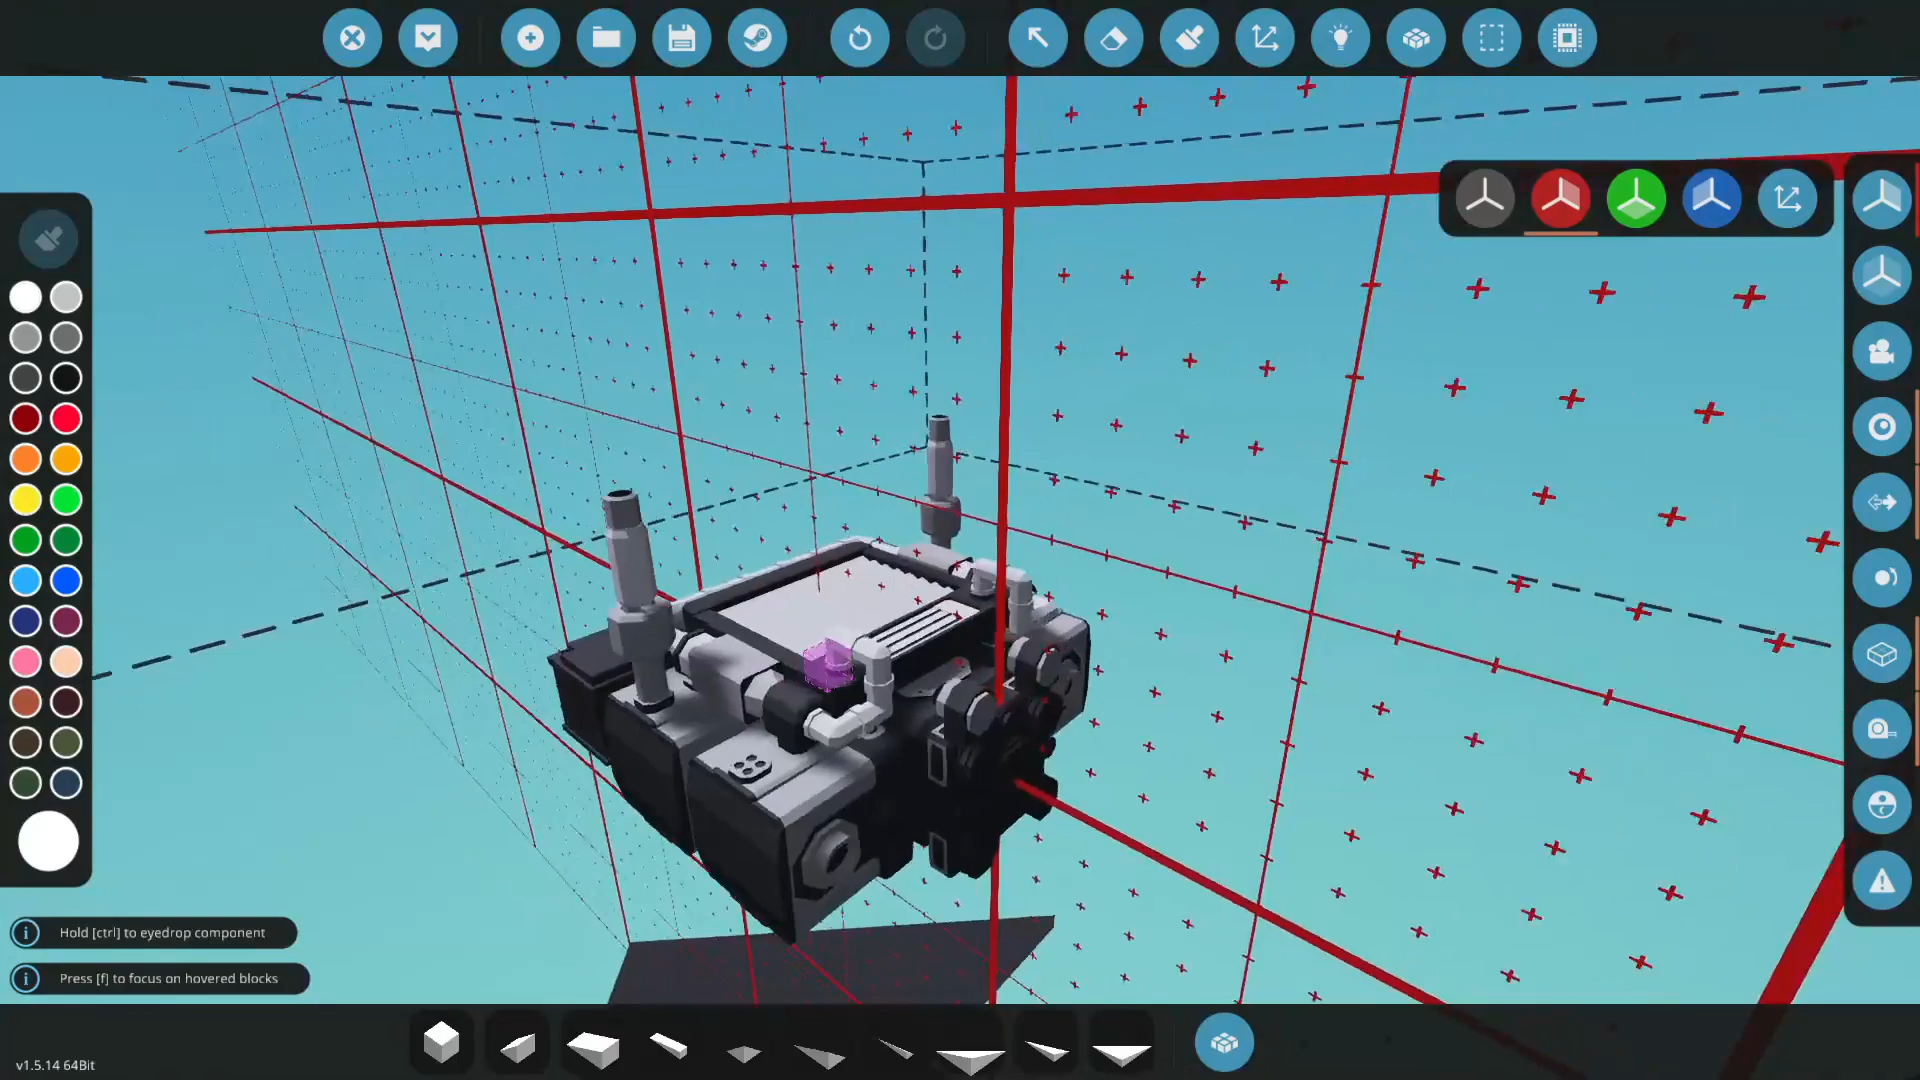 Hold [ctrl] to eyedrop component
Press [f] to focus on hovered blocks
v1.5.14 64Bit